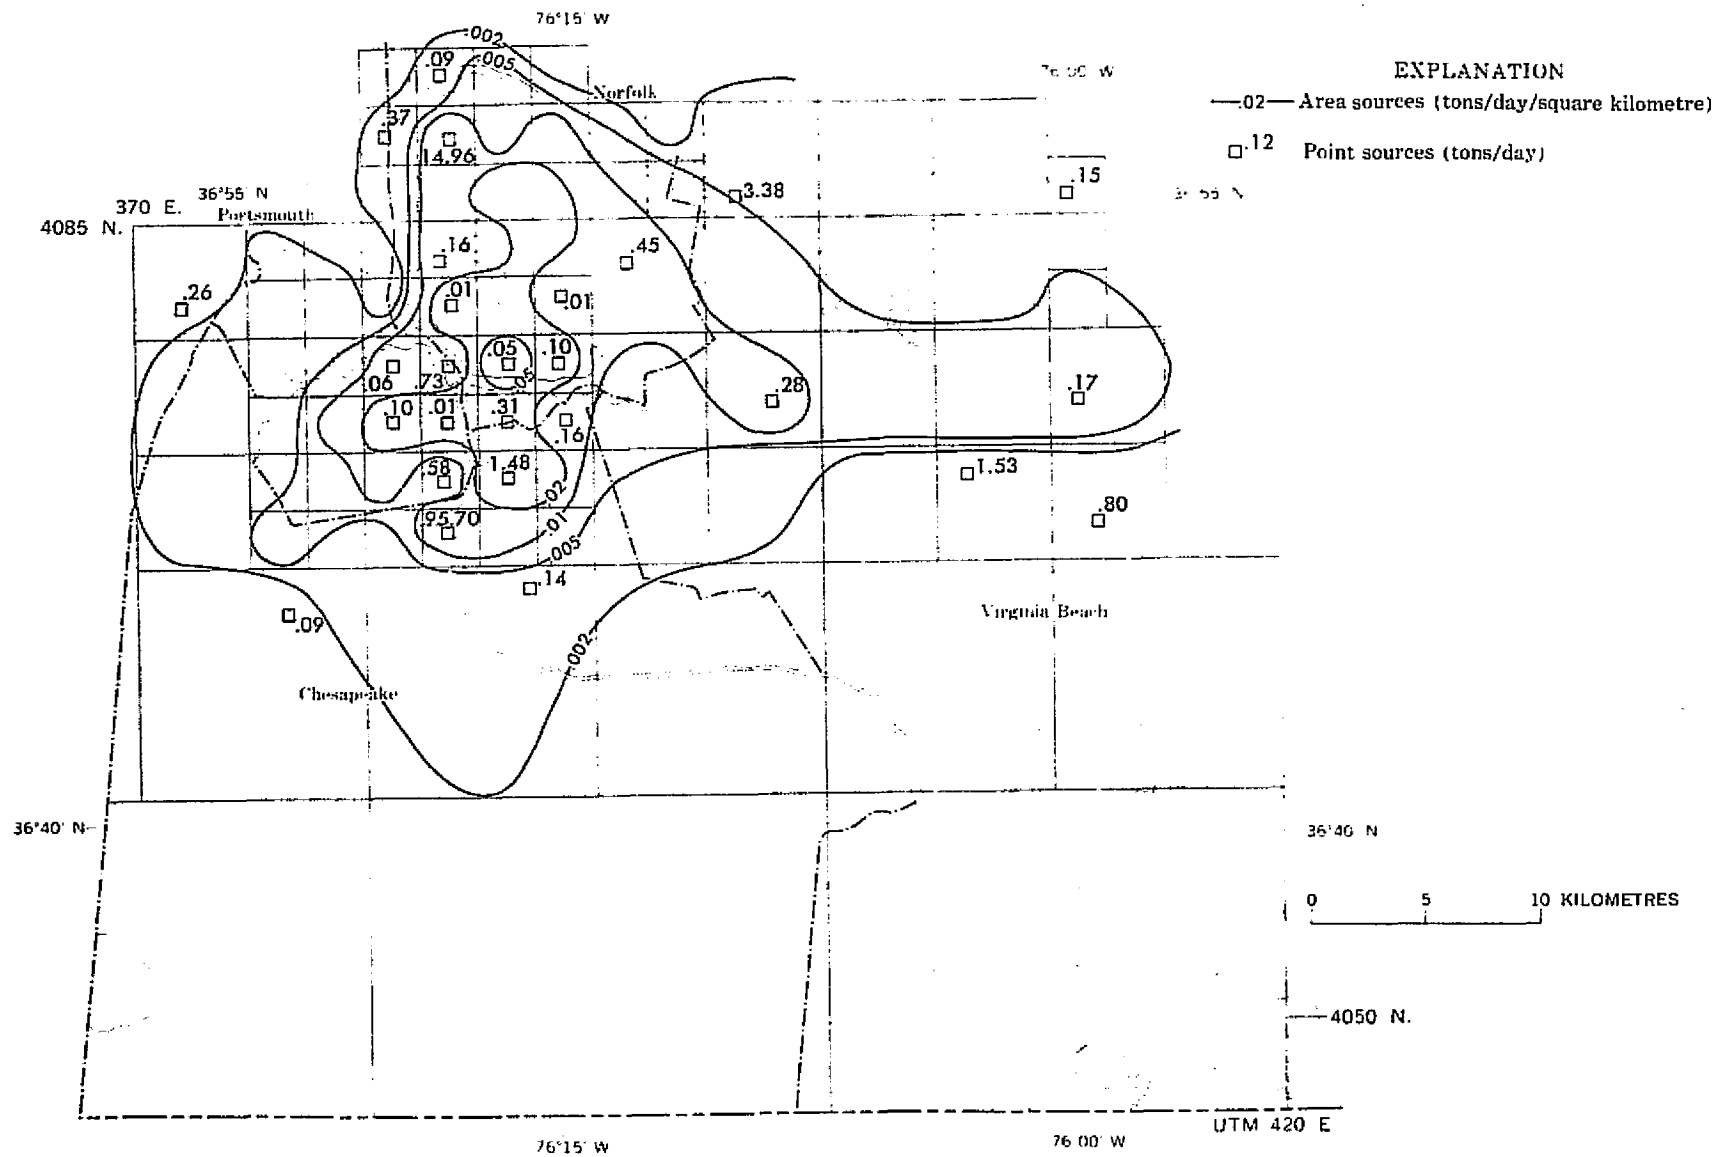 76°15' W
.002
.005
.09
Norfolk
76 00' W
EXPLANATION
.02 Area sources (tons/day/square kilometre)
.12 Point sources (tons/day)
.37
14.96
3.38
.15
36°55' N
370 E.
Portsmouth
4085 N.
.16
.45
.26
.01
.01
.05
.10
.06
.73
.05
.28
.17
.10
.01
.31
.16
.58
1.48
1.53
.02
.80
95.70
.01
.005
.14
.09
Virginia Beach
.002
Chesapeake
36°40' N
36°40 N
0 5 10 KILOMETRES
4050 N.
UTM 420 E
76°15' W
76 00' W